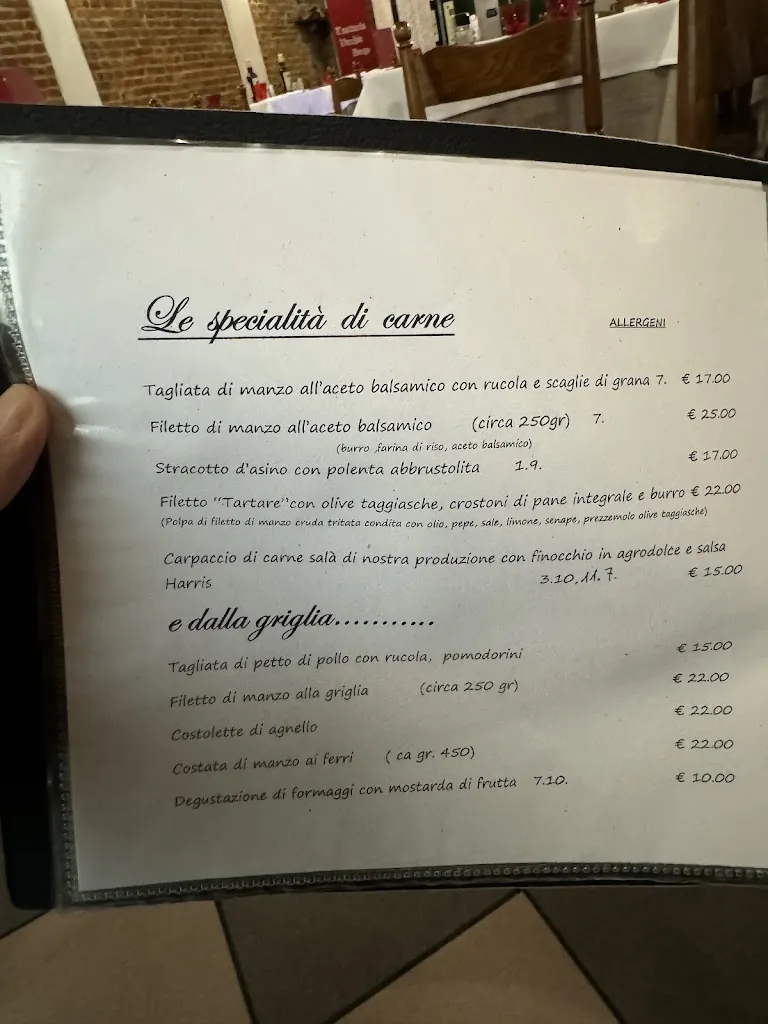 Trattoria
Vecchio
Borgo
Le specialità di carne
ALLERGENI
Tagliata di manzo all'aceto balsamico con rucola e scaglie di grana 7. € 17.00
Filetto di manzo all'aceto balsamico (circa 250gr) 7. € 25.00
(burro ,farina di riso, aceto balsamico)
Stracotto d'asino con polenta abbrustolita 1.9. € 17.00
Filetto "Tartare"con olive taggiasche, crostoni di pane integrale e burro € 22.00
(Polpa di filetto di manzo cruda tritata condita con olio, pepe, sale, limone, senape, prezzemolo olive taggiasche)
Carpaccio di carne salà di nostra produzione con finocchio in agrodolce e salsa
Harris 3.10.11.7. € 15.00
e dalla griglia...........
Tagliata di petto di pollo con rucola, pomodorini € 15.00
Filetto di manzo alla griglia (circa 250 gr) € 22.00
Costolette di agnello € 22.00
Costata di manzo ai ferri ( ca gr. 450) € 22.00
Degustazione di formaggi con mostarda di frutta 7.10. € 10.00